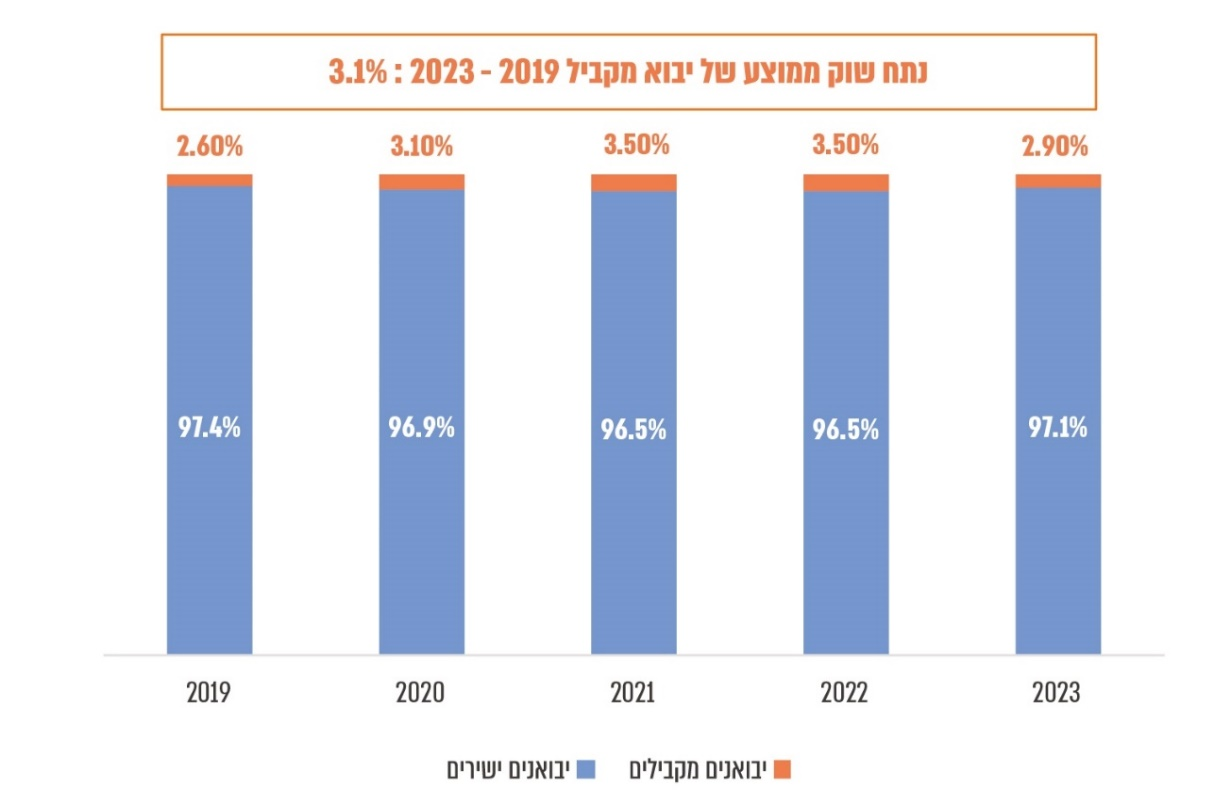 נתח שוק ממוצע של יבוא מקביל 2019 - 2023 : 3.1%
2.60% 3.10% 3.50% 3.50% 2.90%
97.4% 96.9% 96.5% 96.5% 97.1%
2019 2020 2021 2022 2023
יבואנים מקבילים יבואנים ישירים